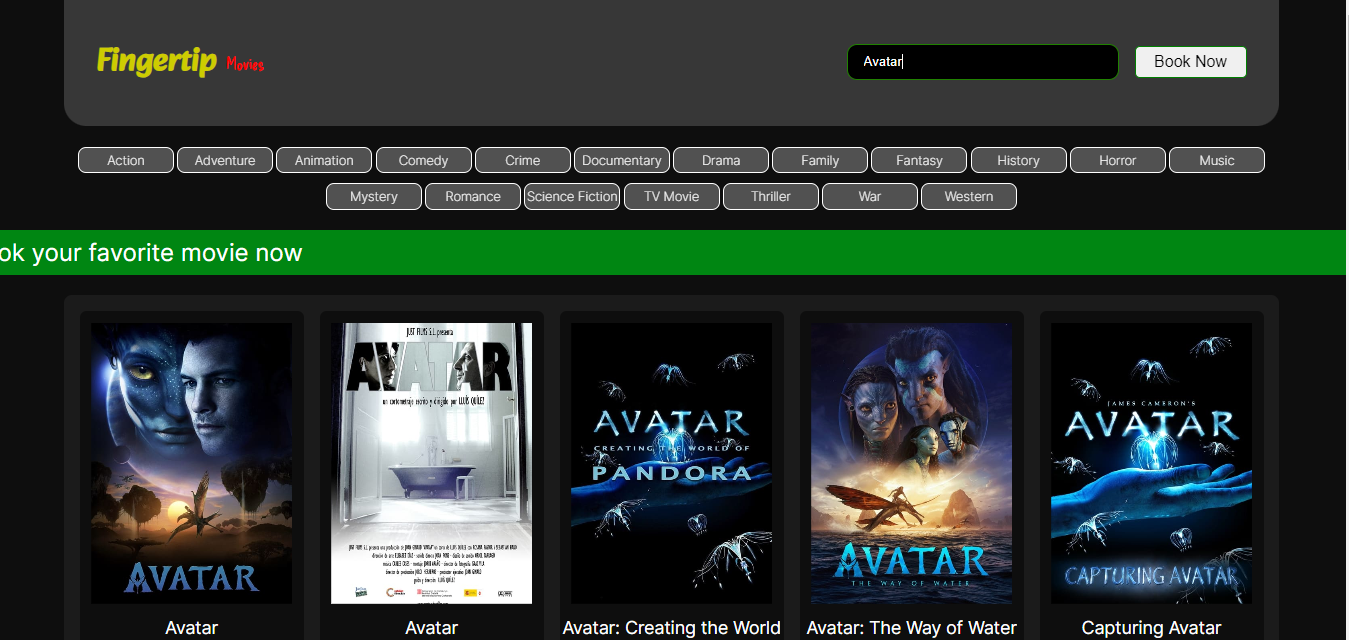 Fingertip Movies
Avatar
Book Now
Action Adventure Animation Comedy Crime Documentary Drama Family Fantasy History Horror Music
Mystery Romance Science Fiction TV Movie Thriller War Western
ok your favorite movie now
JUST FILMS S.L. presenta
AVATAR
un cortometraje escrito y dirigido por LLUÍS QUÍLEZ
AVATAR
CREATING THE WORLD OF
PANDORA
JAMES CAMERON'S
AVATAR
AVATAR
AVATAR
THE WAY OF WATER
CAPTURING AVATAR
Avatar
Avatar
Avatar: Creating the World
Avatar: The Way of Water
Capturing Avatar